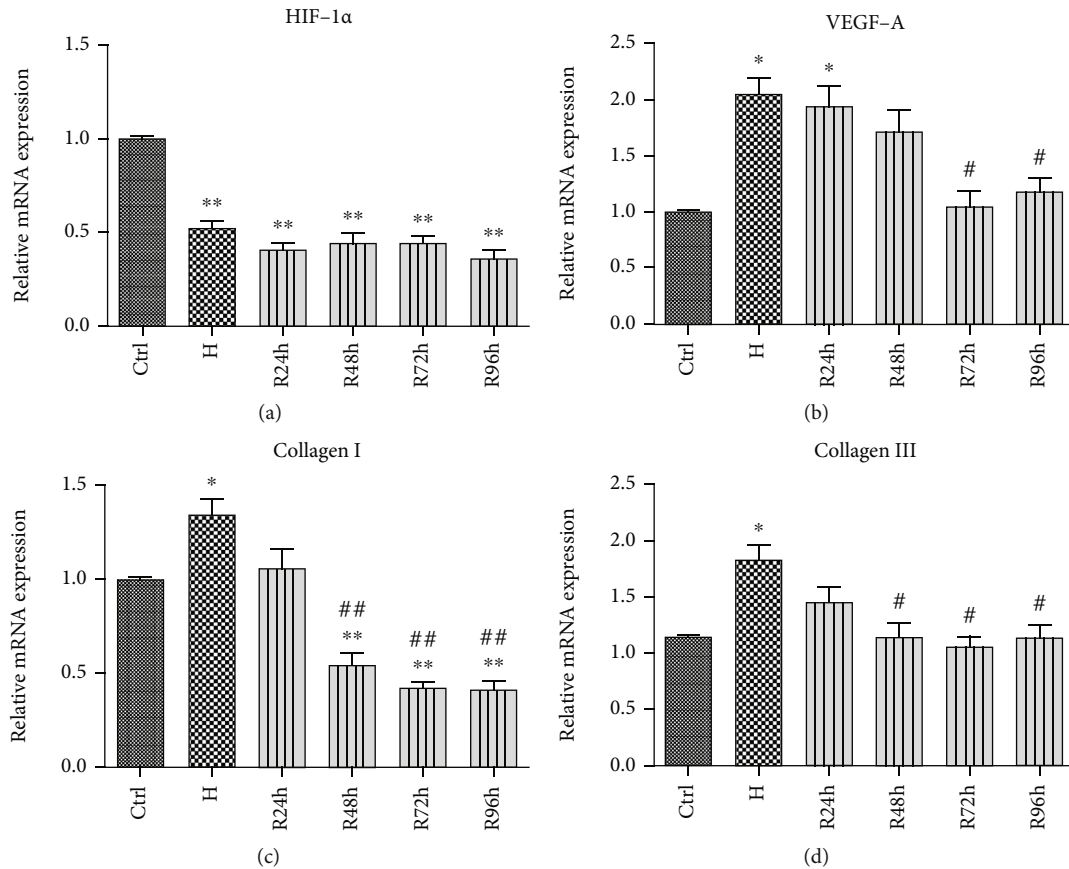 HIF–1α
Relative mRNA expression
1.5
1.0
0.5
0.0
**
**
**
**
**
Ctrl
H
R24h
R48h
R72h
R96h
(a)
VEGF–A
Relative mRNA expression
2.5
2.0
1.5
1.0
0.5
0.0
*
*
#
#
Ctrl
H
R24h
R48h
R72h
R96h
(b)
Collagen I
Relative mRNA expression
1.5
1.0
0.5
0.0
*
##
**
##
**
##
**
Ctrl
H
R24h
R48h
R72h
R96h
(c)
Collagen III
Relative mRNA expression
2.5
2.0
1.5
1.0
0.5
0.0
*
#
#
#
Ctrl
H
R24h
R48h
R72h
R96h
(d)